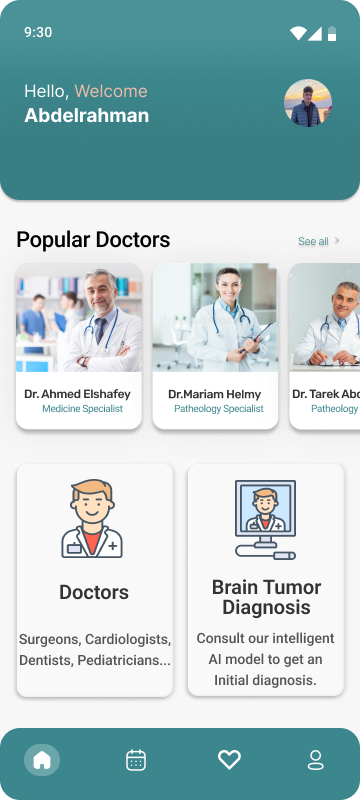 9:30
Hello, Welcome
Abdelrahman
Popular Doctors
See all >
Dr. Ahmed Elshafey
Medicine Specialist
Dr.Mariam Helmy
Patheology Specialist
Dr. Tarek Abd
Patheology
Doctors
Surgeons, Cardiologists,
Dentists, Pediatricians...
Brain Tumor
Diagnosis
Consult our intelligent
AI model to get an
Initial diagnosis.